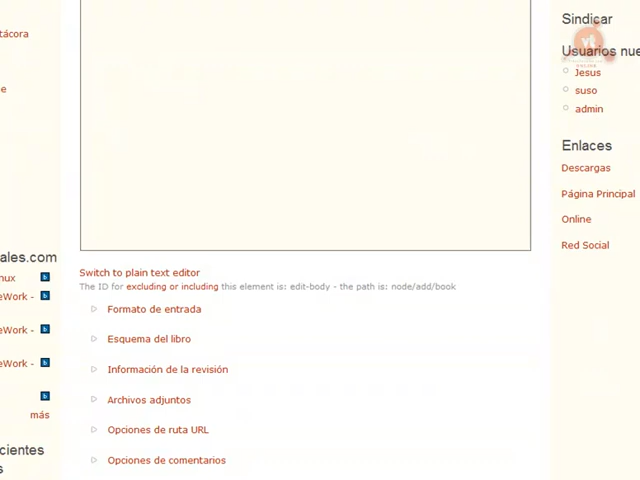 tácora
e
ales.com
nux
eWork -
eWork -
eWork -
más
cientes
s
Switch to plain text editor
The ID for excluding or including this element is: edit-body - the path is: node/add/book
Formato de entrada
Esquema del libro
Información de la revisión
Archivos adjuntos
Opciones de ruta URL
Opciones de comentarios
Sindicar
Usuarios nue
Jesus
suso
admin
Enlaces
Descargas
Página Principal
Online
Red Social